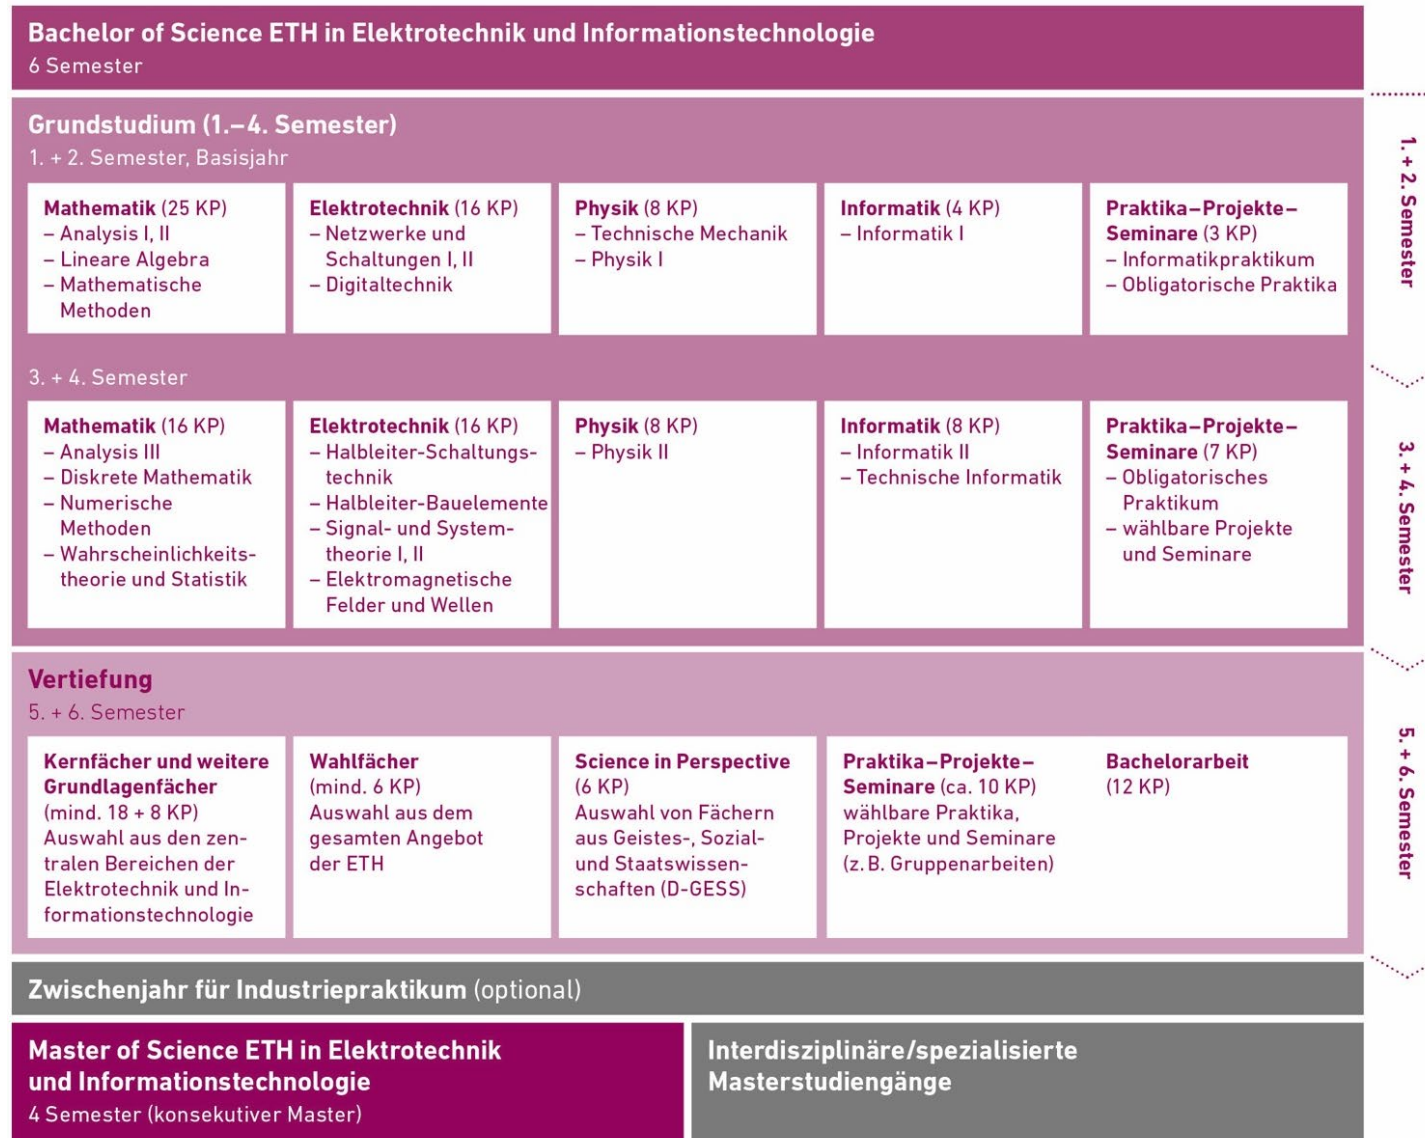 Bachelor of Science ETH in Elektrotechnik und Informationstechnologie
6 Semester
Grundstudium (1.–4. Semester)
1. + 2. Semester, Basisjahr
Mathematik (25 KP)
– Analysis I, II
– Lineare Algebra
– Mathematische
Methoden
Elektrotechnik (16 KP)
– Netzwerke und
Schaltungen I, II
– Digitaltechnik
Physik (8 KP)
– Technische Mechanik
– Physik I
Informatik (4 KP)
– Informatik I
Praktika–Projekte–
Seminare (3 KP)
– Informatikpraktikum
– Obligatorische Praktika
1. + 2. Semester
3. + 4. Semester
Mathematik (16 KP)
– Analysis III
– Diskrete Mathematik
– Numerische
Methoden
– Wahrscheinlichkeits-
theorie und Statistik
Elektrotechnik (16 KP)
– Halbleiter-Schaltungs-
technik
– Halbleiter-Bauelemente
– Signal- und System-
theorie I, II
– Elektromagnetische
Felder und Wellen
Physik (8 KP)
– Physik II
Informatik (8 KP)
– Informatik II
– Technische Informatik
Praktika–Projekte–
Seminare (7 KP)
– Obligatorisches
Praktikum
– wählbare Projekte
und Seminare
3. + 4. Semester
Vertiefung
5. + 6. Semester
Kernfächer und weitere
Grundlagenfächer
(mind. 18 + 8 KP)
Auswahl aus den zen-
tralen Bereichen der
Elektrotechnik und In-
formationstechnologie
Wahlfächer
(mind. 6 KP)
Auswahl aus dem
gesamten Angebot
der ETH
Science in Perspective
(6 KP)
Auswahl von Fächern
aus Geistes-, Sozial-
und Staatswissen-
schaften (D-GESS)
Praktika–Projekte–
Seminare (ca. 10 KP)
wählbare Praktika,
Projekte und Seminare
(z. B. Gruppenarbeiten)
Bachelorarbeit
(12 KP)
5. + 6. Semester
Zwischenjahr für Industriepraktikum (optional)
Master of Science ETH in Elektrotechnik
und Informationstechnologie
4 Semester (konsekutiver Master)
Interdisziplinäre/spezialisierte
Masterstudiengänge